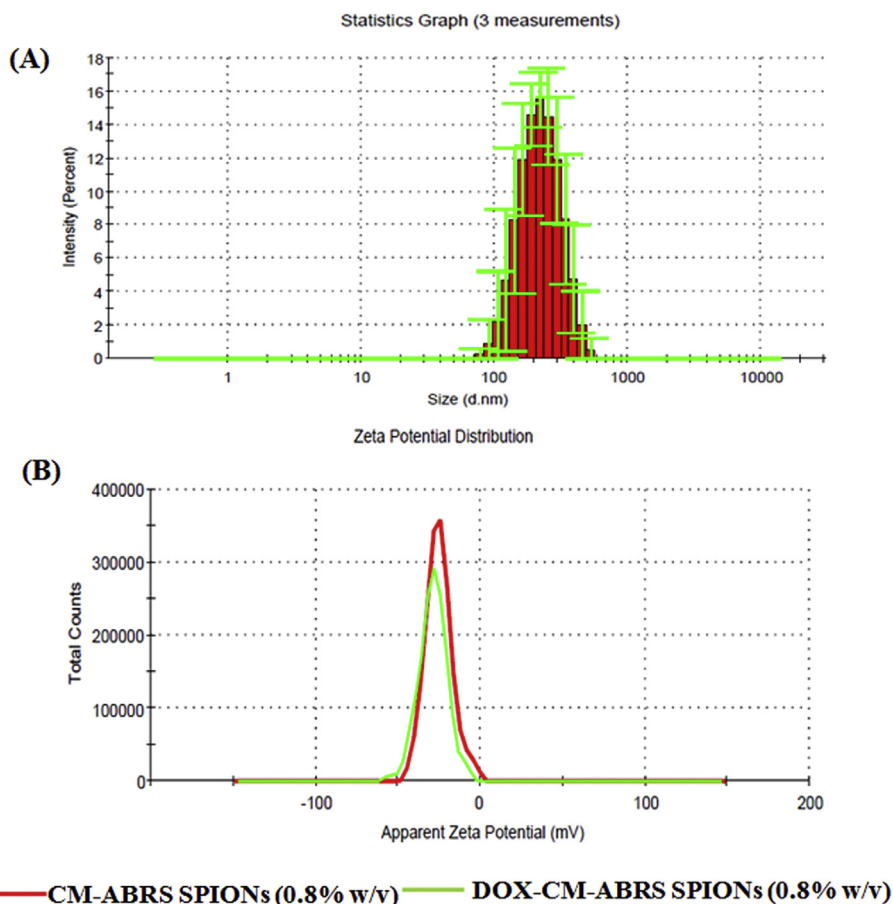 Statistics Graph (3 measurements)
(A)
Intensity (Percent)
18
16
14
12
10
8
6
4
2
0
1 10 100 1000 10000
Size (d.nm)
Zeta Potential Distribution
(B)
Total Counts
400000
300000
200000
100000
0
-100 0 100 200
Apparent Zeta Potential (mV)
CM-ABRS SPIONs (0.8% w/v) DOX-CM-ABRS SPIONs (0.8% w/v)